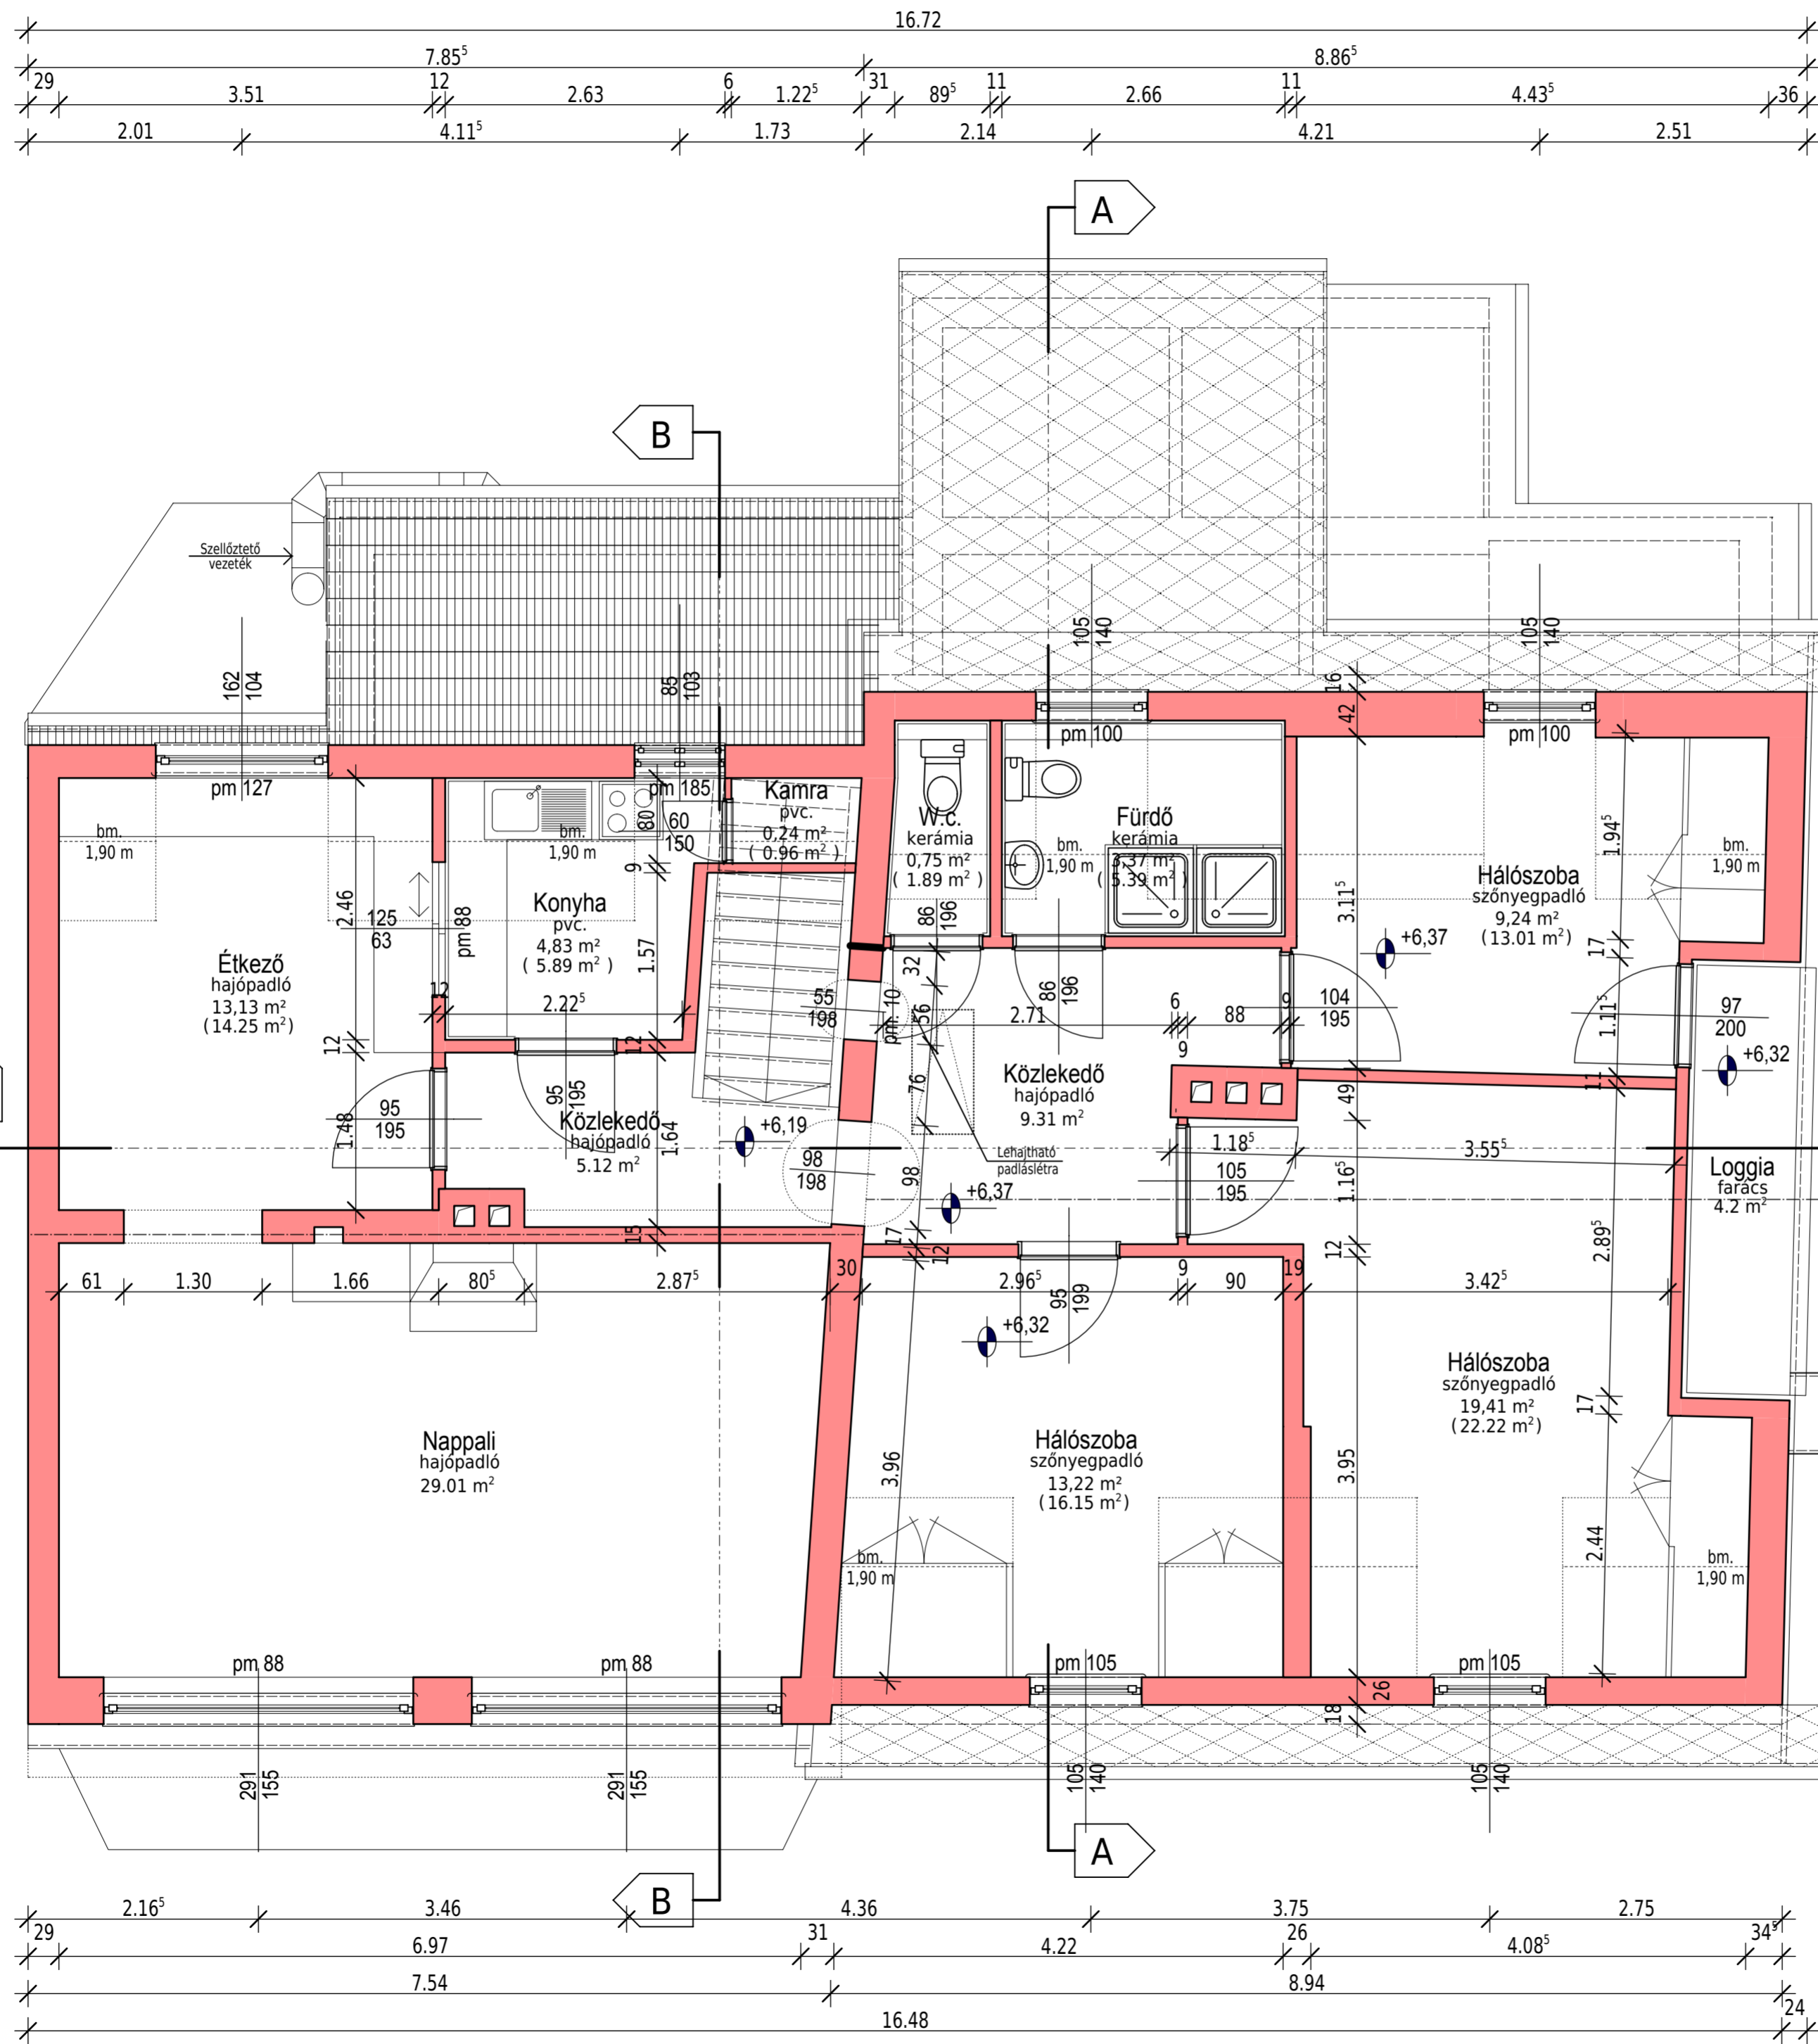 16.72
7.85⁵ 8.86⁵
29 3.51 12 2.63 6 1.22⁵ 31 89⁵ 11 2.66 11 4.43⁵ 36
2.01 4.11⁵ 1.73 2.14 4.21 2.51
A
B
Szellőztető
vezeték
162
104
85
103
105
140
105
140
16
42
pm 127
pm 185
pm 100
pm 100
bm.
1,90 m
bm.
1,90 m
bm.
1,90 m
bm.
1,90 m
Kamra
pvc.
0,24 m²
( 0.96 m² )
60
150
80
9
W.c.
kerámia
0,75 m²
( 1.89 m² )
Fürdő
kerámia
3,37 m²
( 5.39 m² )
Hálószoba
szőnyegpadló
9,24 m²
(13.01 m²)
1.94⁵
3.11⁵
17
+6,37
Konyha
pvc.
4,83 m²
( 5.89 m² )
pm 88
125
63
2.46
1.57
Étkező
hajópadló
13,13 m²
(14.25 m²)
12
2.22⁵
12
12
86
196
32
56
76
55
198
pm. 10
86
196
2.71
6
9
88
9
104
195
1.11⁵
97
200
+6,32
11
49
Közlekedő
hajópadló
9.31 m²
95
195
1.48
95
195
Közlekedő
hajópadló
5.12 m²
1.64
+6,19
98
198
98
Lehajtható
padláslétra
+6,37
1.18⁵
105
195
1.16⁵
3.55⁵
Loggia
farács
4.2 m²
2.89⁵
15
17
12
12
61 1.30 1.66 80⁵ 2.87⁵ 30 2.96⁵ 9 90 19 3.42⁵
95
199
+6,32
Nappali
hajópadló
29.01 m²
3.96
Hálószoba
szőnyegpadló
13,22 m²
(16.15 m²)
3.95
Hálószoba
szőnyegpadló
19,41 m²
(22.22 m²)
17
2.44
bm.
1,90 m
bm.
1,90 m
pm 88
pm 88
pm 105
pm 105
26
18
291
155
291
155
105
140
105
140
A
B
2.16⁵ 3.46 4.36 3.75 2.75
29 6.97 31 4.22 26 4.08⁵ 34⁵
7.54 8.94
16.48 24